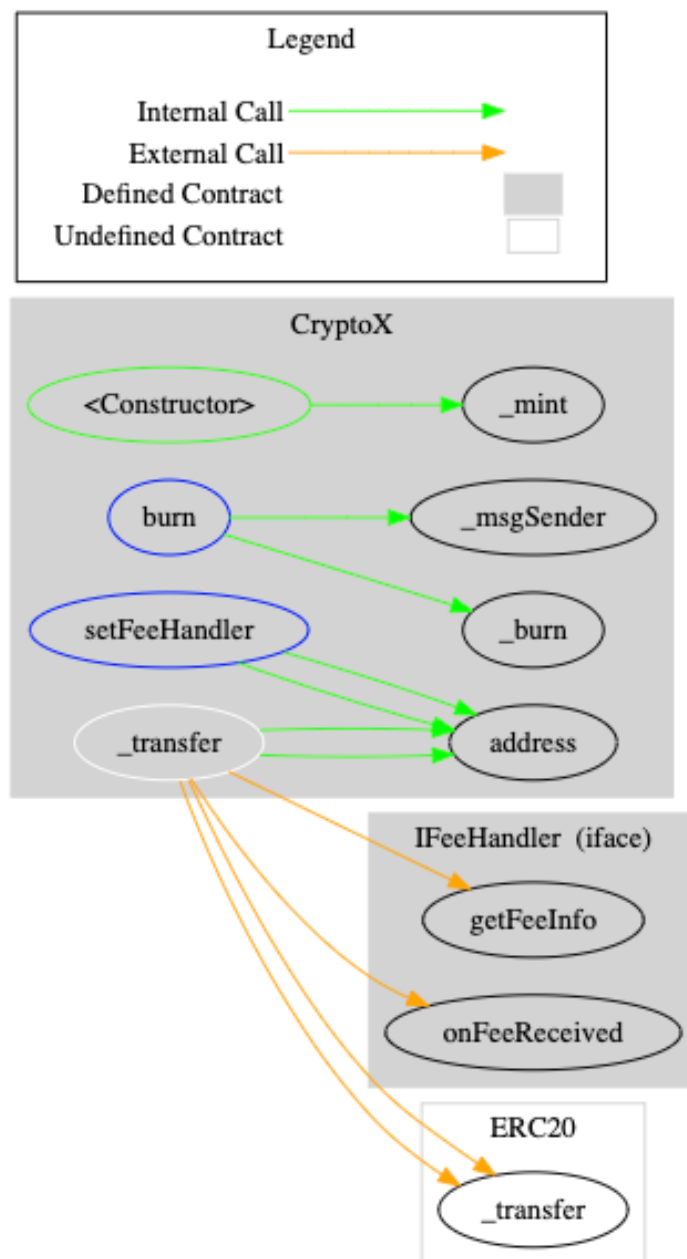 Legend
Internal Call
External Call
Defined Contract
Undefined Contract
CryptoX
<Constructor>
_mint
burn
_msgSender
_burn
setFeeHandler
_transfer
address
IFeeHandler (iface)
getFeeInfo
onFeeReceived
ERC20
_transfer